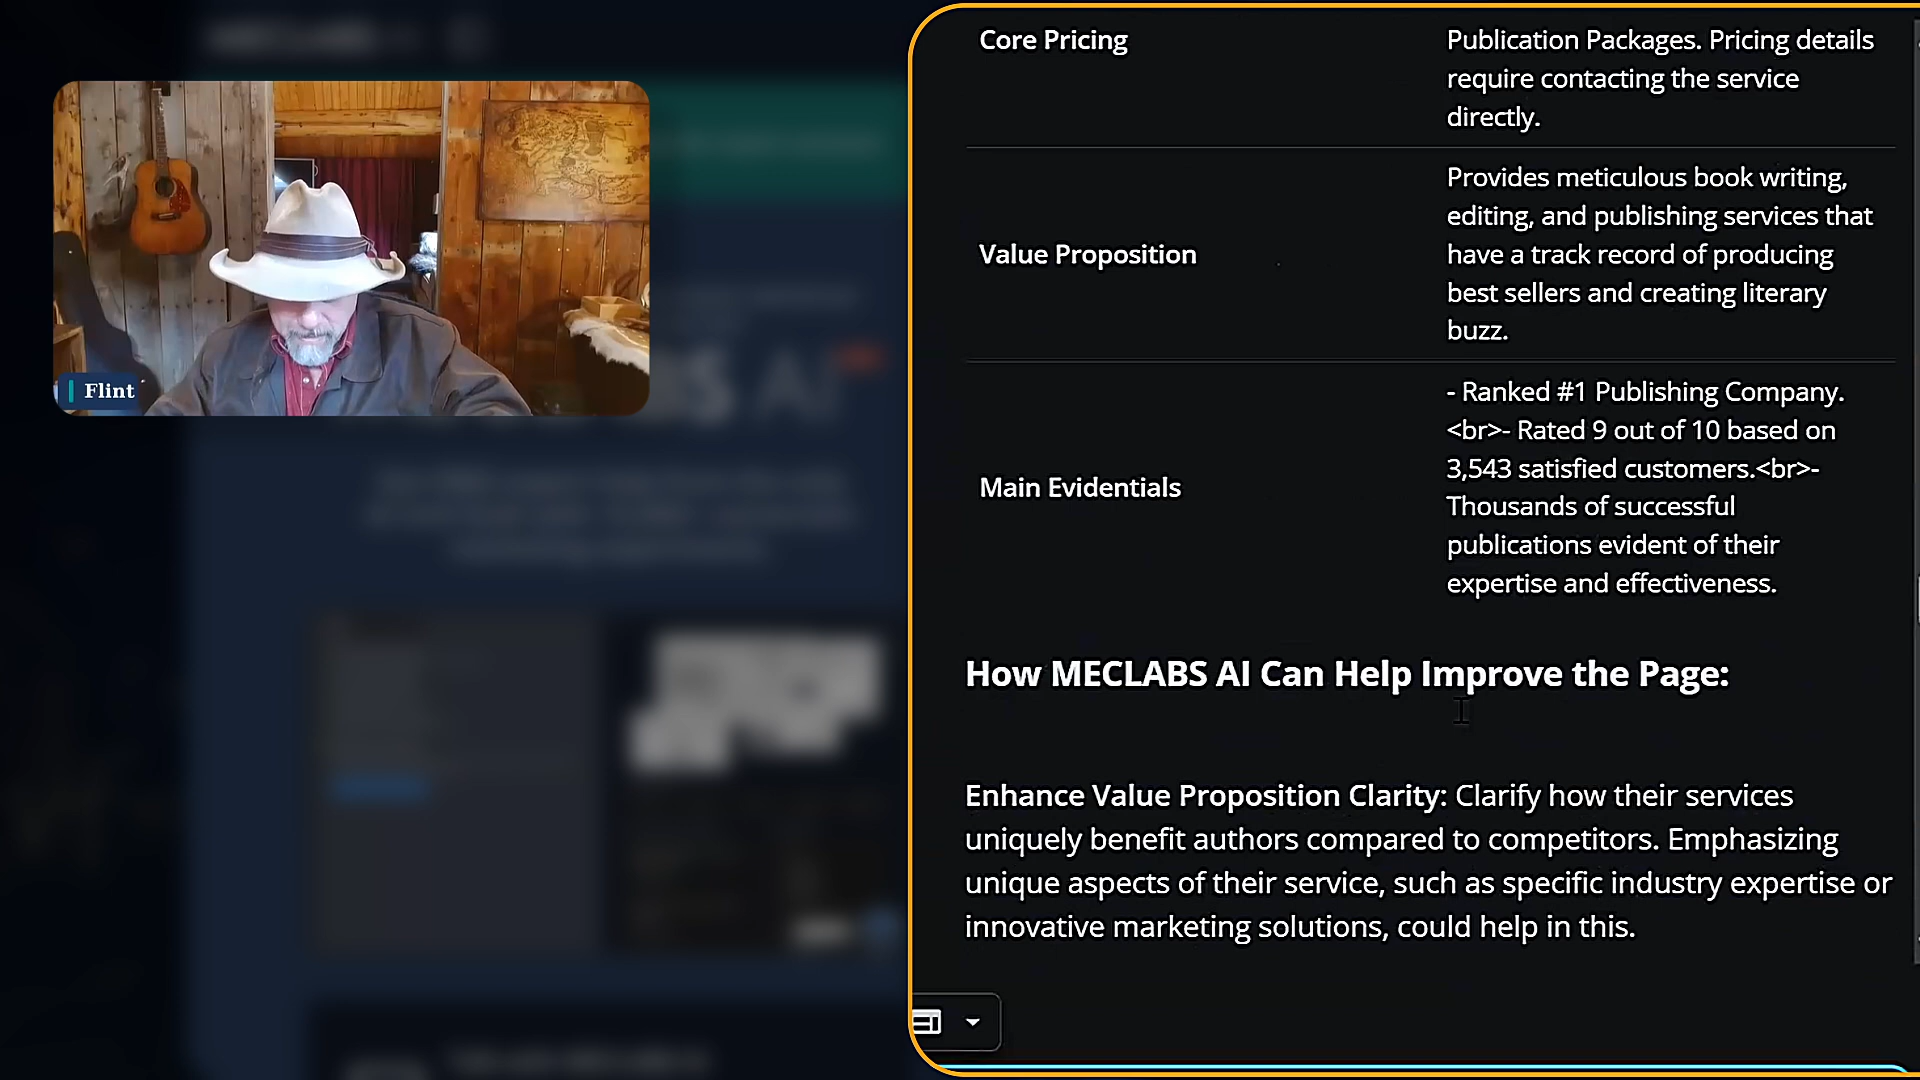 Flint
Core Pricing
Publication Packages. Pricing details
require contacting the service
directly.
Value Proposition
Provides meticulous book writing,
editing, and publishing services that
have a track record of producing
best sellers and creating literary
buzz.
Main Evidentials
- Ranked #1 Publishing Company.
<br>- Rated 9 out of 10 based on
3,543 satisfied customers.<br>-
Thousands of successful
publications evident of their
expertise and effectiveness.
How MECLABS AI Can Help Improve the Page:
Enhance Value Proposition Clarity: Clarify how their services
uniquely benefit authors compared to competitors. Emphasizing
unique aspects of their service, such as specific industry expertise or
innovative marketing solutions, could help in this.